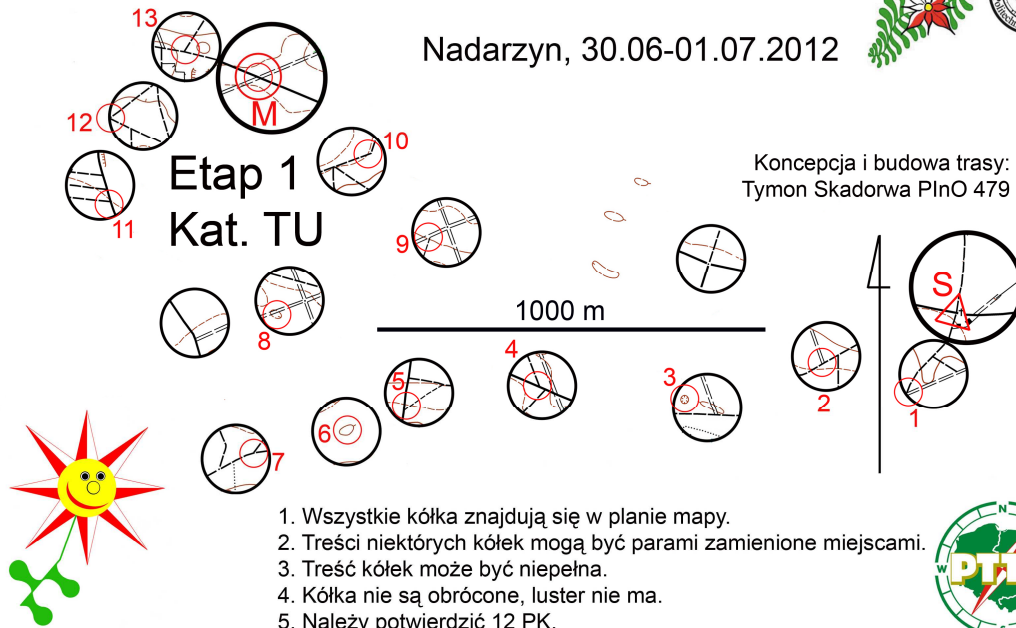 13
Nadarzyn, 30.06-01.07.2012
M
12
10
Etap 1
Kat. TU
Koncepcja i budowa trasy:
Tymon Skadorwa PInO 479
11
9
S
8
1000 m
4
5
3
2
1
6
7
1. Wszystkie kółka znajdują się w planie mapy.
2. Treści niektórych kółek mogą być parami zamienione miejscami.
3. Treść kółek może być niepełna.
4. Kółka nie są obrócone, luster nie ma.
5. Należy potwierdzić 12 PK.
N
W